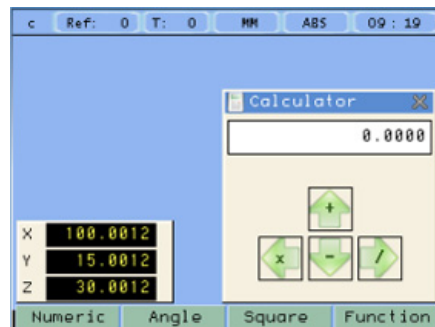 c Ref: 0 T: 0 MM ABS 09:19
Calculator
0.0000
+
x - /
X 100.0012
Y 15.0012
Z 30.0012
Numeric Angle Square Function